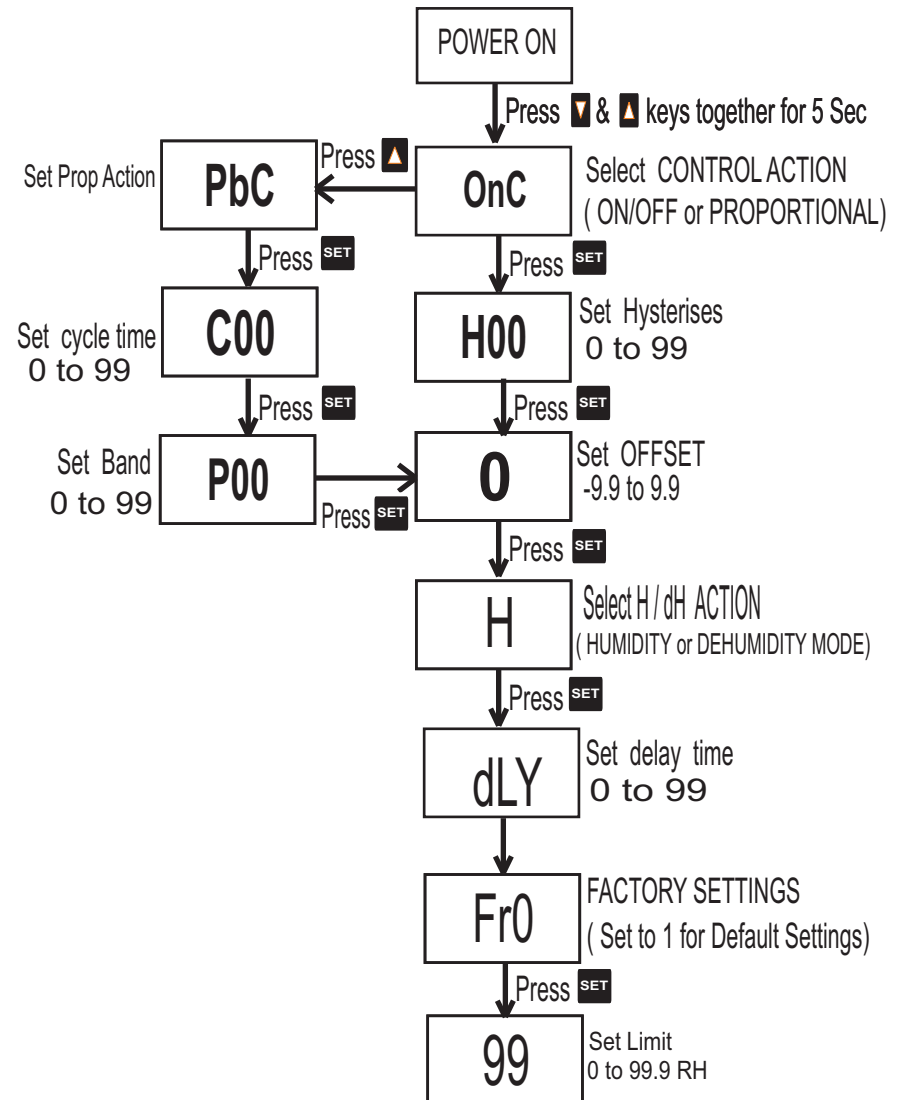 POWER ON
Press & keys together for 5 Sec
Set Prop Action
PbC
Press
OnC
Select CONTROL ACTION
( ON/OFF or PROPORTIONAL)
Press SET
Press SET
Set cycle time
0 to 99
C00
H00
Set Hysterises
0 to 99
Press SET
Press SET
Set Band
0 to 99
P00
Press SET
0
Set OFFSET
-9.9 to 9.9
Press SET
H
Select H / dH ACTION
( HUMIDITY or DEHUMIDITY MODE)
Press SET
dLY
Set delay time
0 to 99
Fr0
FACTORY SETTINGS
( Set to 1 for Default Settings)
Press SET
99
Set Limit
0 to 99.9 RH